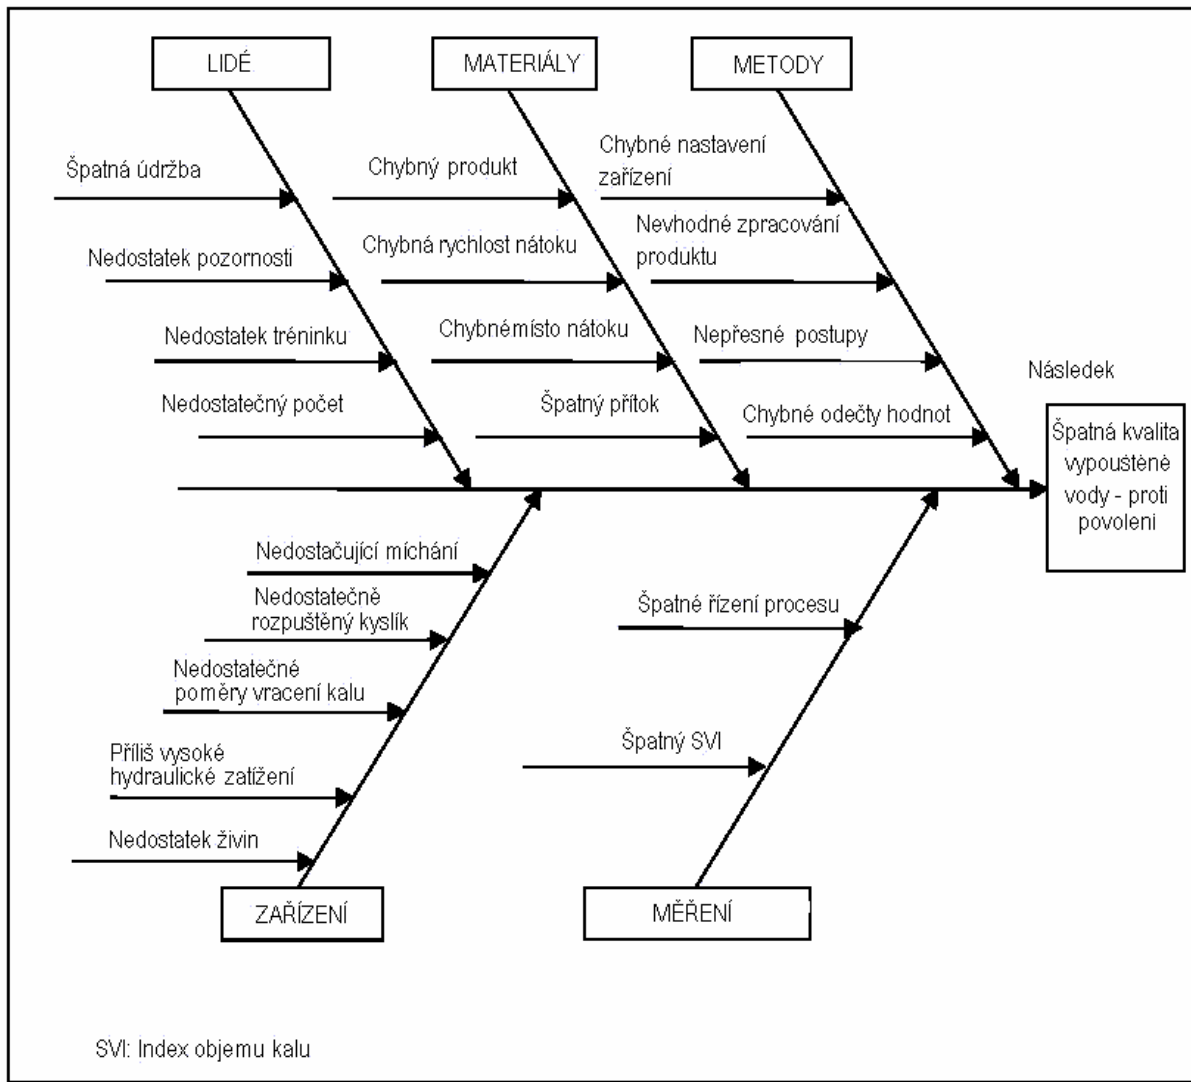 LIDÉ
MATERIÁLY
METODY
Špatná údržba
Nedostatek pozornosti
Nedostatek tréninku
Nedostatečný počet
Chybný produkt
Chybná rychlost nátoku
Chybnémísto nátoku
Špatný přítok
Chybné nastavení
zařízení
Nevhodné zpracování
produktu
Nepřesné postupy
Chybné odečty hodnot
Následek
Špatná kvalita
vypouštěné
vody - proti
povolení
Nedostačující míchání
Nedostatečně
rozpuštěný kyslík
Nedostatečné
poměry vracení kalu
Příliš vysoké
hydraulické zatížení
Nedostatek živin
Špatné řízení procesu
Špatný SVI
ZAŘÍZENÍ
MĚŘENÍ
SVI: Index objemu kalu